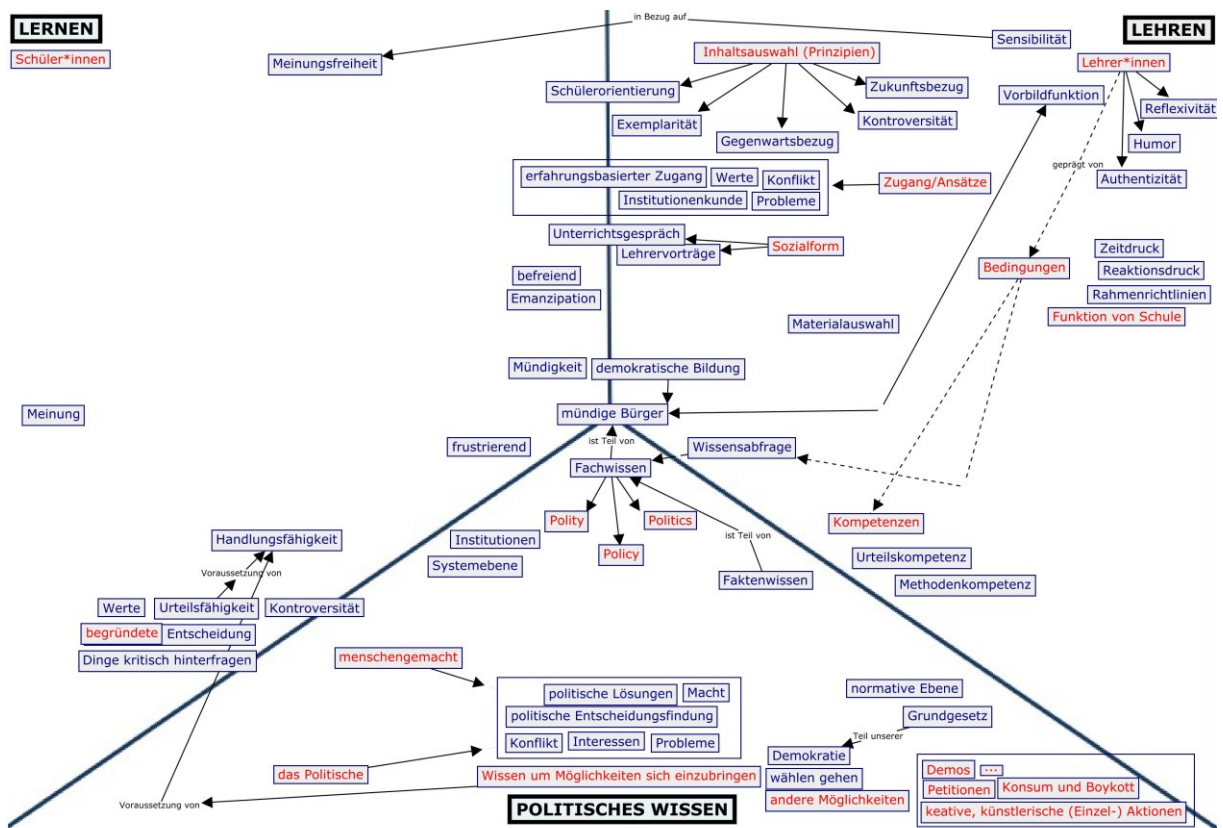 LERNEN
in Bezug auf
LEHREN
Sensibilität
Schüler*innen
Meinungsfreiheit
Inhaltsauswahl (Prinzipien)
Lehrer*innen
Schülerorientierung
Zukunftsbezug
Vorbildfunktion
Reflexivität
Exemplarität
Kontroversität
Gegenwartsbezug
Humor
geprägt von
erfahrungsbasierter Zugang
Werte
Konflikt
Zugang/Ansätze
Authentizität
Institutionenkunde
Probleme
Unterrichtsgespräch
Lehrervorträge
Sozialform
Zeitdruck
befreiend
Bedingungen
Reaktionsdruck
Emanzipation
Rahmenrichtlinien
Materialauswahl
Funktion von Schule
Mündigkeit
demokratische Bildung
Meinung
mündige Bürger
ist Teil von
frustrierend
Wissensabfrage
Fachwissen
Polity
Politics
Kompetenzen
Handlungsfähigkeit
Institutionen
Policy
ist Teil von
Systemebene
Urteilskompetenz
Voraussetzung von
Faktenwissen
Methodenkompetenz
Werte
Urteilsfähigkeit
Kontroversität
begründete
Entscheidung
Dinge kritisch hinterfragen
menschengemacht
politische Lösungen
Macht
normative Ebene
politische Entscheidungsfindung
Grundgesetz
Teil unserer
Konflikt
Interessen
Probleme
Demokratie
das Politische
Wissen um Möglichkeiten sich einzubringen
wählen gehen
Demos
...
Petitionen
Konsum und Boykott
Voraussetzung von
POLITISCHES WISSEN
andere Möglichkeiten
keative, künstlerische (Einzel-) Aktionen